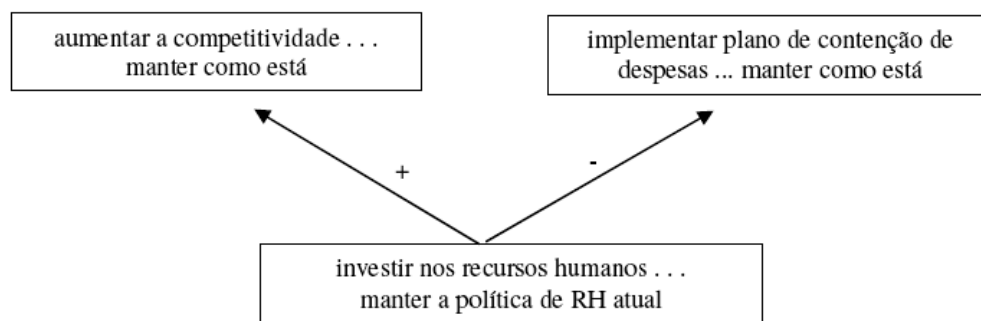 aumentar a competitividade . . .
manter como está
implementar plano de contenção de
despesas ... manter como está
+
-
investir nos recursos humanos . . .
manter a política de RH atual